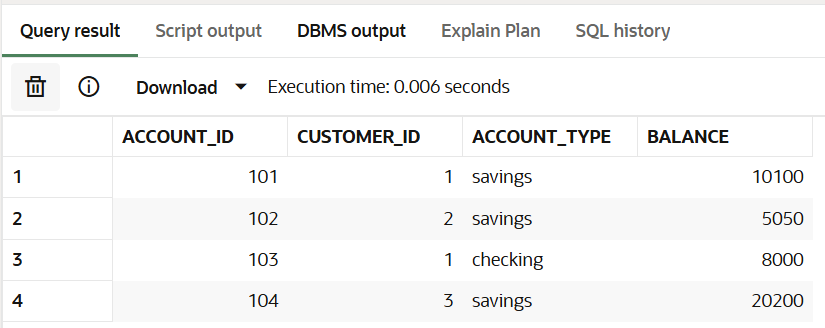 Query result Script output DBMS output Explain Plan SQL history
Download Execution time: 0.006 seconds
ACCOUNT_ID CUSTOMER_ID ACCOUNT_TYPE BALANCE
1 101 1 savings 10100
2 102 2 savings 5050
3 103 1 checking 8000
4 104 3 savings 20200